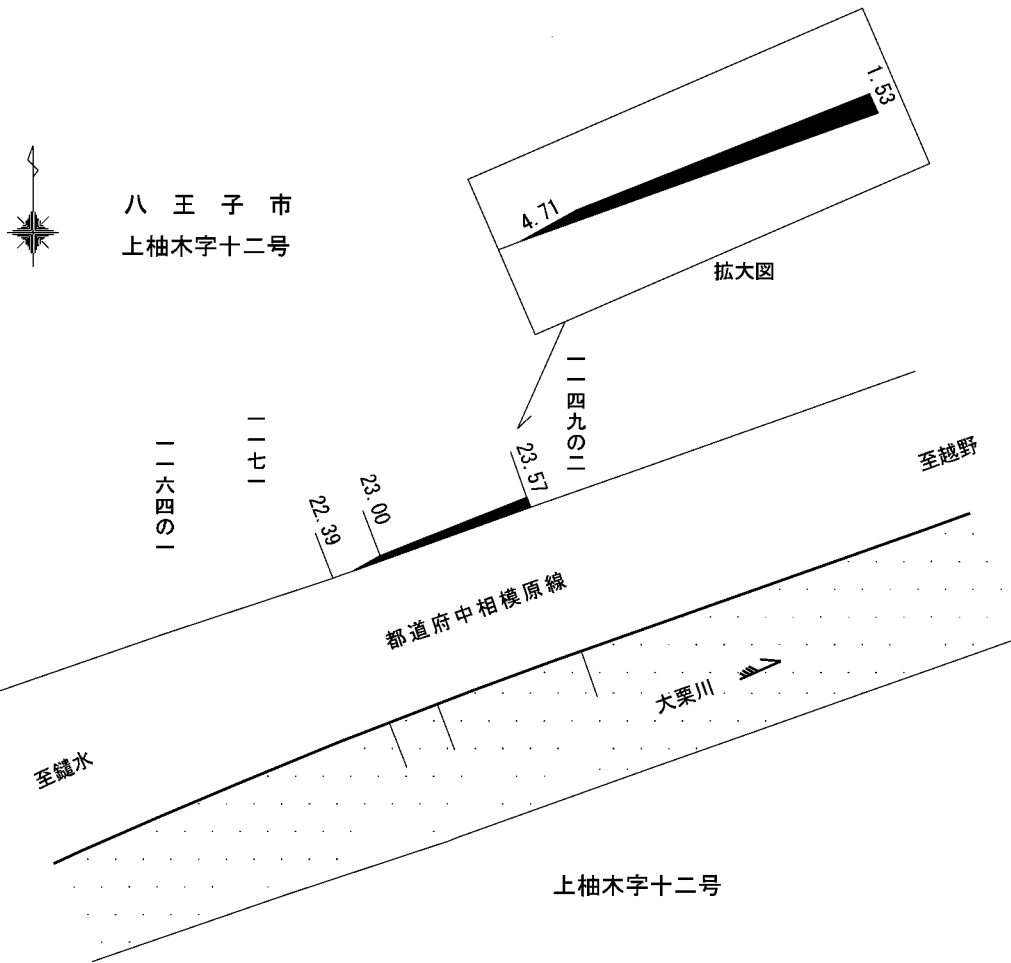 八王子市
上柚木字十二号
1.53
4.71
拡大図
一一四九の二
一一七一
一一六四の一
23.57
23.00
22.39
至越野
都道府中相模原線
大栗川
至鑓水
上柚木字十二号